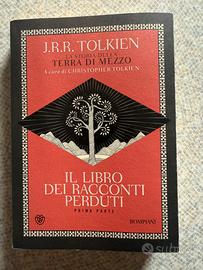 J.R.R. TOLKIEN
LA STORIA DELLA
TERRA DI MEZZO
A cura di CHRISTOPHER TOLKIEN
IL LIBRO
DEI RACCONTI
PERDUTI
PRIMA PARTE
BOMPIANI
subito